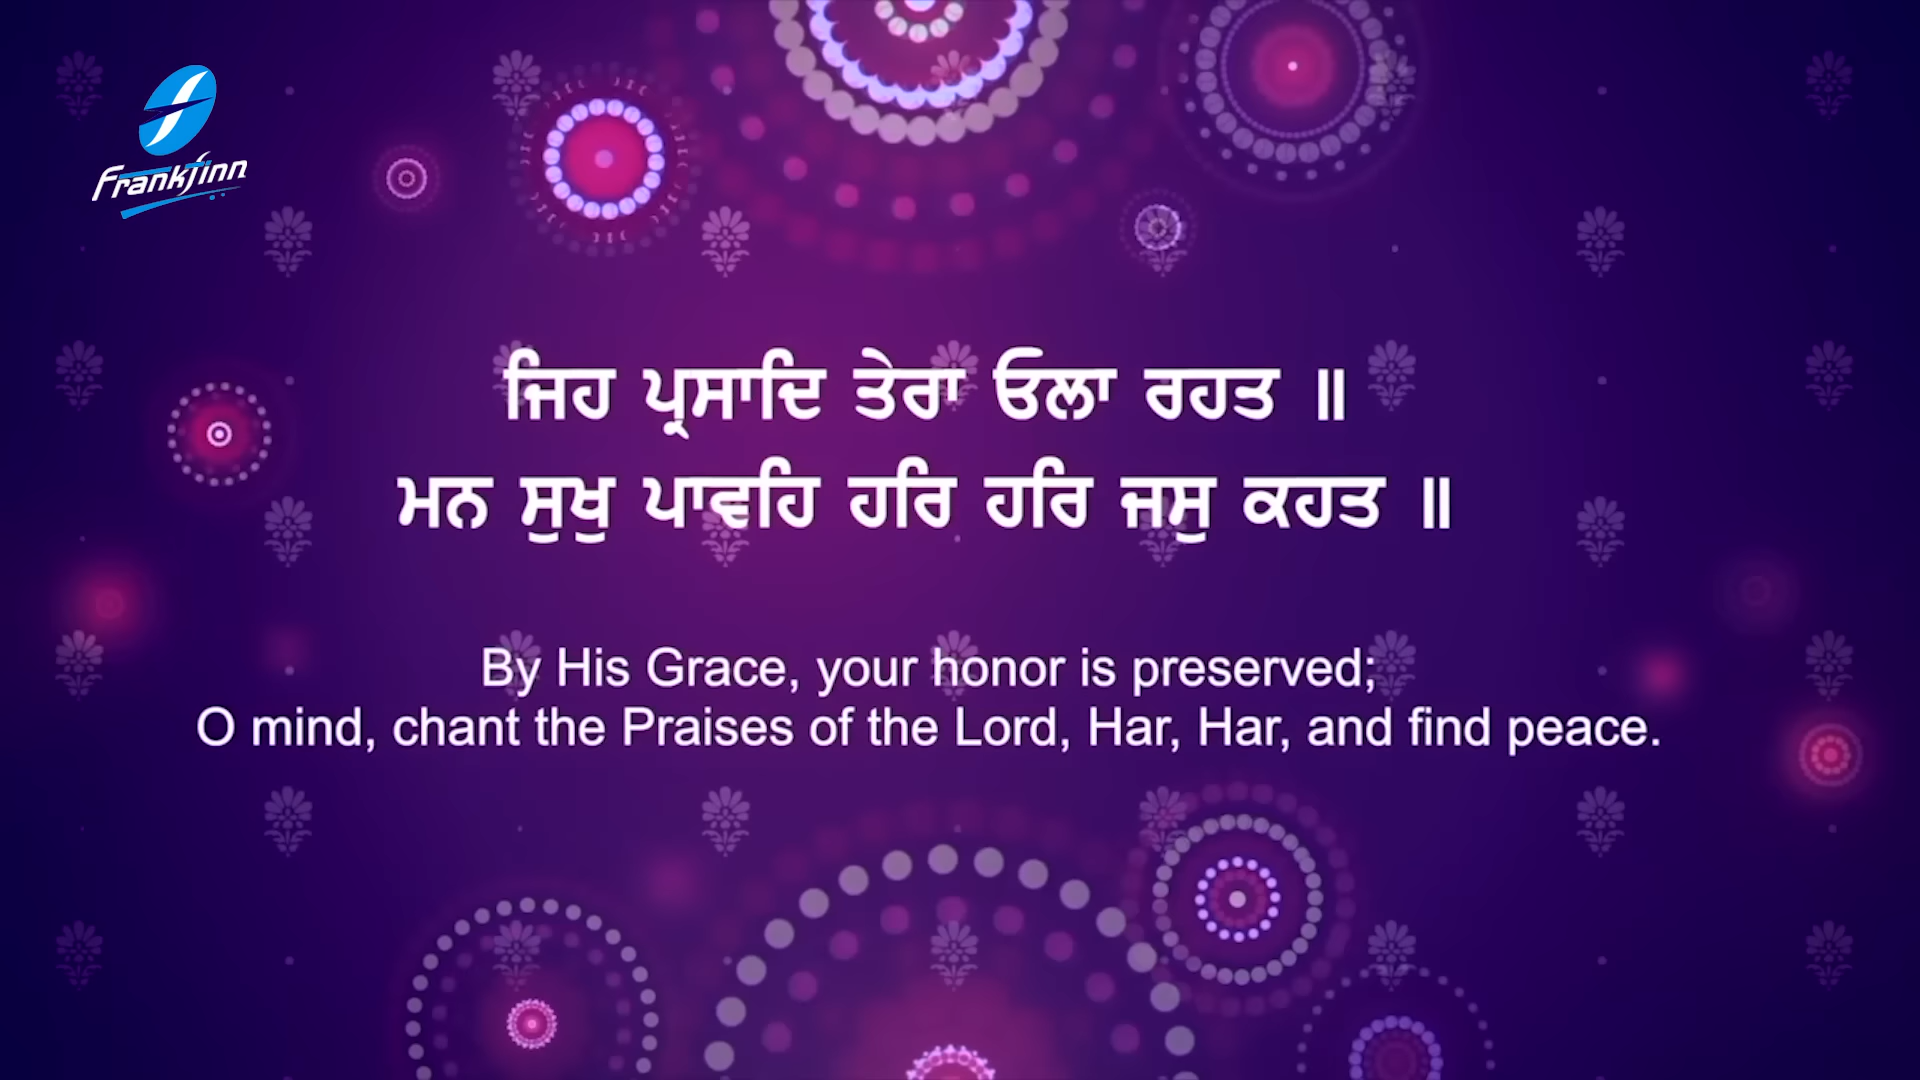 Frankfinn
ਜਿਹ ਪ੍ਰਸਾਦਿ ਤੇਰਾ ਓਲਾ ਰਹਤ ॥
ਮਨ ਸੁਖੁ ਪਾਵਹਿ ਹਰਿ ਹਰਿ ਜਸੁ ਕਹਤ ॥
By His Grace, your honor is preserved;
O mind, chant the Praises of the Lord, Har, Har, and find peace.